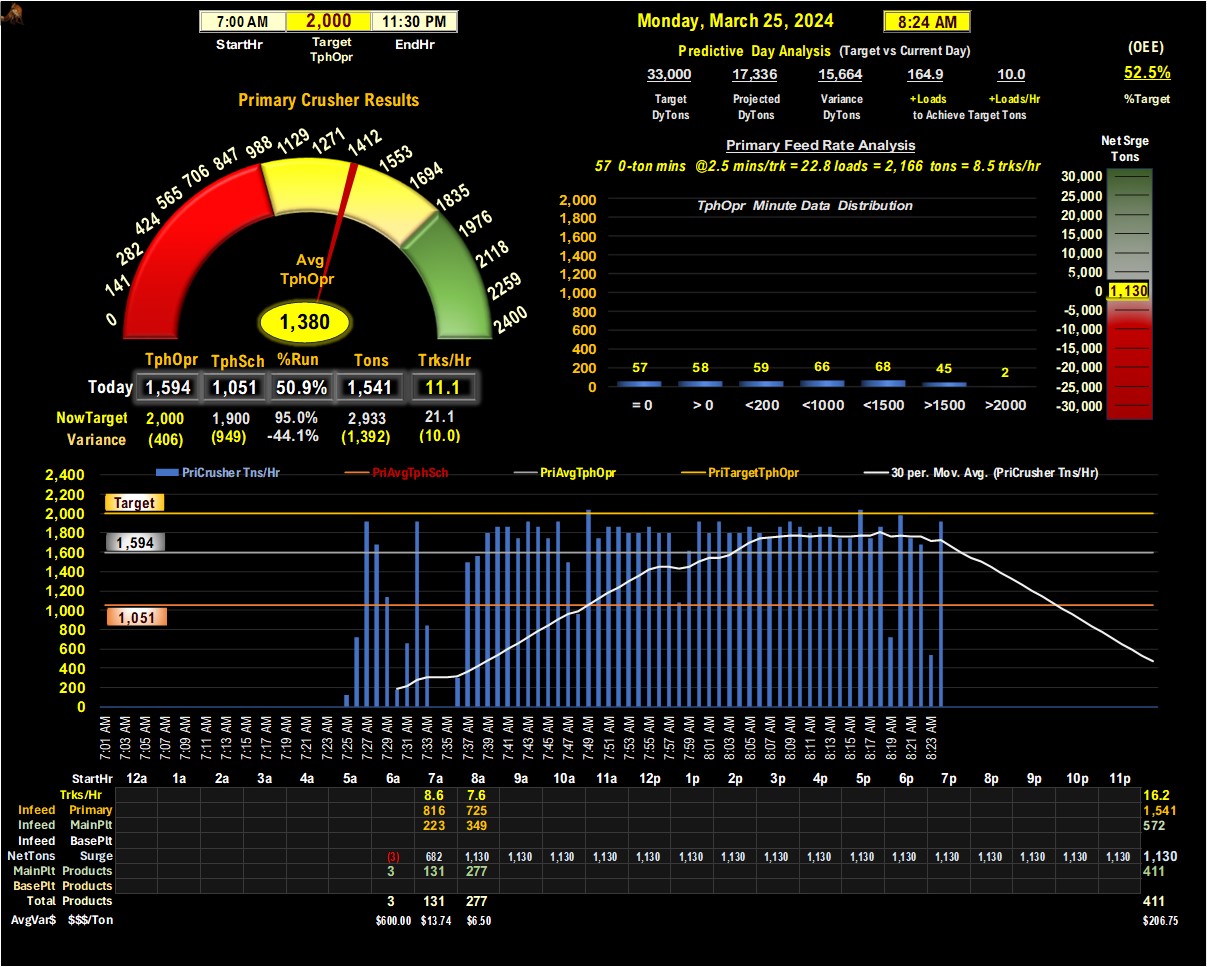 7:00 AM 2,000 11:30 PM
StartHr Target TphOpr EndHr
Monday, March 25, 2024 8:24 AM
Predictive Day Analysis (Target vs Current Day)
33,000 17,336 15,664 164.9 10.0
Target DyTons Projected DyTons Variance DyTons +Loads +Loads/Hr
to Achieve Target Tons
(OEE)
52.5%
%Target
Primary Crusher Results
0 141 282 424 565 706 847 988 1129 1271 1412 1553 1694 1835 1976 2118 2259 2400
Avg
TphOpr
1,380
TphOpr TphSch %Run Tons Trks/Hr
Today 1,594 1,051 50.9% 1,541 11.1
NowTarget 2,000 1,900 95.0% 2,933 21.1
Variance (406) (949) -44.1% (1,392) (10.0)
Primary Feed Rate Analysis
57 0-ton mins @2.5 mins/trk = 22.8 loads = 2,166 tons = 8.5 trks/hr
TphOpr Minute Data Distribution
2,000
1,800
1,600
1,400
1,200
1,000
800
600
400
200
0
57 58 59 66 68 45 2
= 0 > 0 <200 <1000 <1500 >1500 >2000
Net Srge
Tons
30,000
25,000
20,000
15,000
10,000
5,000
0 1,130
-5,000
-10,000
-15,000
-20,000
-25,000
-30,000
PriCrusher Tns/Hr PriAvgTphSch PriAvgTphOpr PriTargetTphOpr 30 per. Mov. Avg. (PriCrusher Tns/Hr)
2,400
2,200
2,000
1,800
1,600
1,400
1,200
1,000
800
600
400
200
0
Target
1,594
1,051
7:01 AM 7:03 AM 7:05 AM 7:07 AM 7:09 AM 7:11 AM 7:13 AM 7:15 AM 7:17 AM 7:19 AM 7:21 AM 7:23 AM 7:25 AM 7:27 AM 7:29 AM 7:31 AM 7:33 AM 7:35 AM 7:37 AM 7:39 AM 7:41 AM 7:43 AM 7:45 AM 7:47 AM 7:49 AM 7:51 AM 7:53 AM 7:55 AM 7:57 AM 7:59 AM 8:01 AM 8:03 AM 8:05 AM 8:07 AM 8:09 AM 8:11 AM 8:13 AM 8:15 AM 8:17 AM 8:19 AM 8:21 AM 8:23 AM
StartHr 12a 1a 2a 3a 4a 5a 6a 7a 8a 9a 10a 11a 12p 1p 2p 3p 4p 5p 6p 7p 8p 9p 10p 11p
Trks/Hr 8.6 7.6 16.2
Infeed Primary 816 725 1,541
Infeed MainPlt 223 349 572
Infeed BasePlt
NetTons Surge (3) 682 1,130 1,130 1,130 1,130 1,130 1,130 1,130 1,130 1,130 1,130 1,130 1,130 1,130 1,130 1,130 1,130 1,130
MainPlt Products 3 131 277 411
BasePlt Products
Total Products 3 131 277 411
AvgVar$ $$$/Ton $600.00 $13.74 $6.50 $206.75